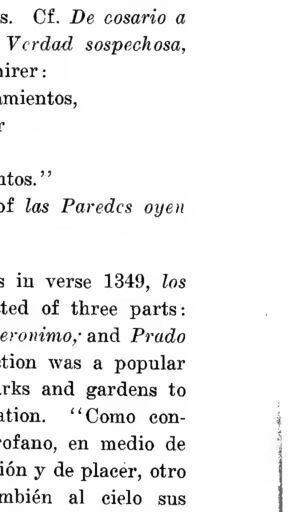 s. Cf. De cosario a
Verdad sospechosa,
nirer:
amientos,
r
ntos."
of las Paredes oyen
s in verse 1349, los
ted of three parts:
eronimo, and Prado
ction was a popular
rks and gardens to
ation. "Como con-
rofano, en medio de
ión y de placer, otro
mbién al cielo sus